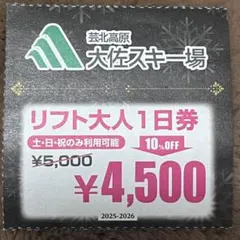 芸北高原
大佐スキー場
リフト大人1日券
土・日・祝のみ利用可能
10%OFF
¥5,000
¥4,500
2025-2026